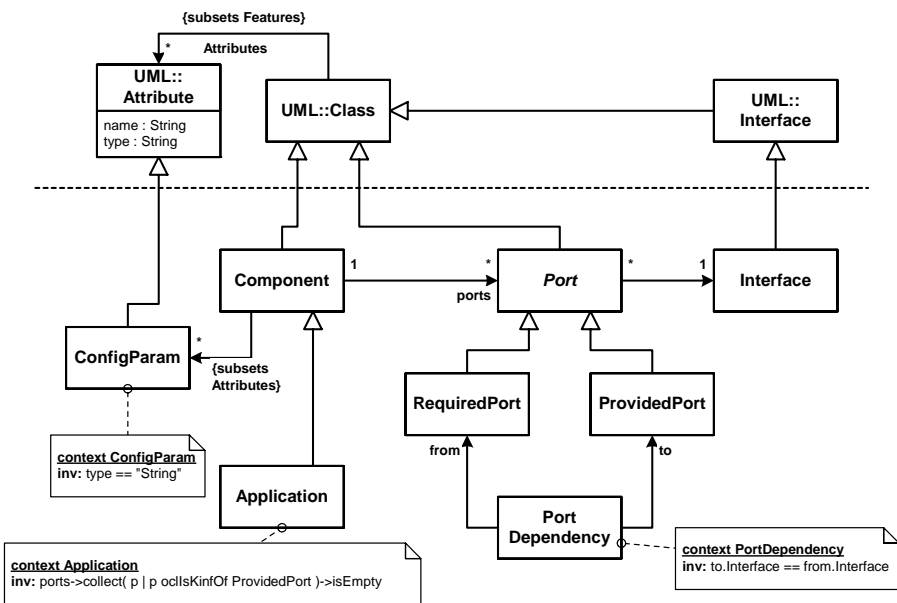 {subsets Features}
* Attributes
UML::
Attribute
name : String
type : String
UML::Class
UML::
Interface
Component
1
*
ports
Port
*
1
Interface
ConfigParam
*
{subsets
Attributes}
RequiredPort
ProvidedPort
from
to
context ConfigParam
inv: type == "String"
Application
Port
Dependency
context Application
inv: ports->collect( p | p oclIsKinfOf ProvidedPort )->isEmpty
context PortDependency
inv: to.Interface == from.Interface